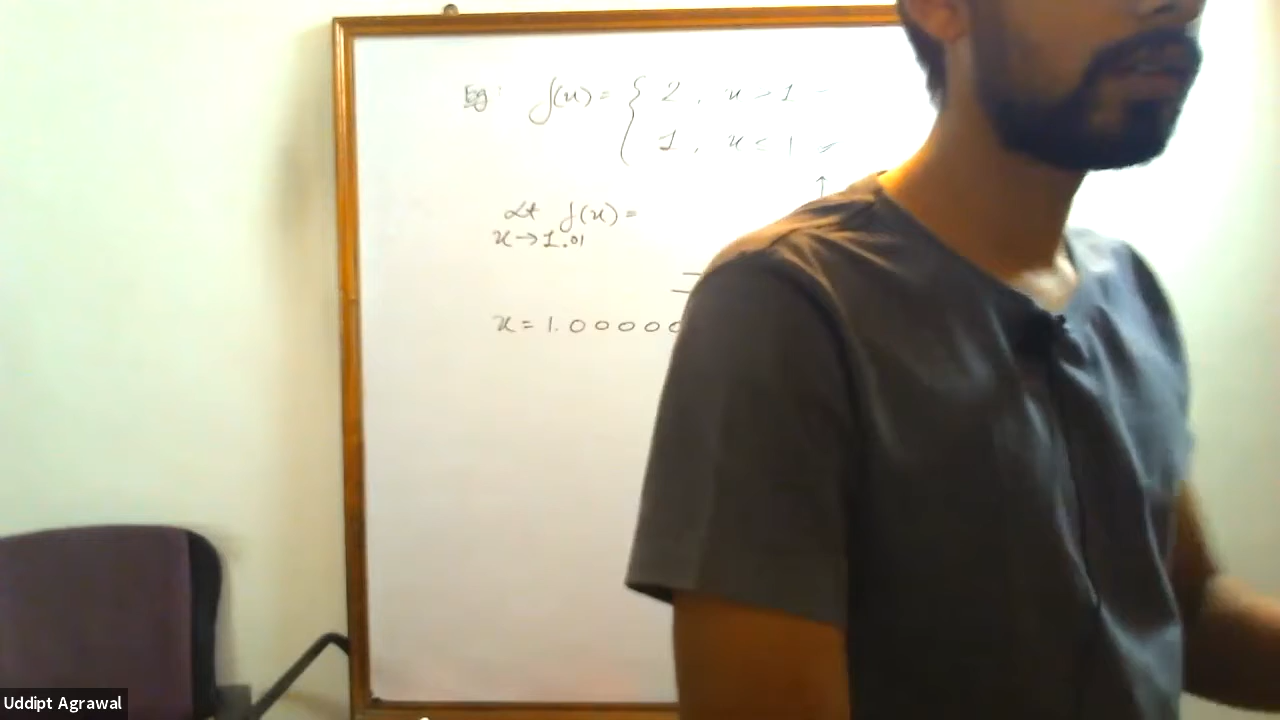 Eg: f(x) = { 2, x > 1
1, x ≤ 1
Lt f(x) =
x → 1.01
x = 1.00000
Uddipt Agrawal